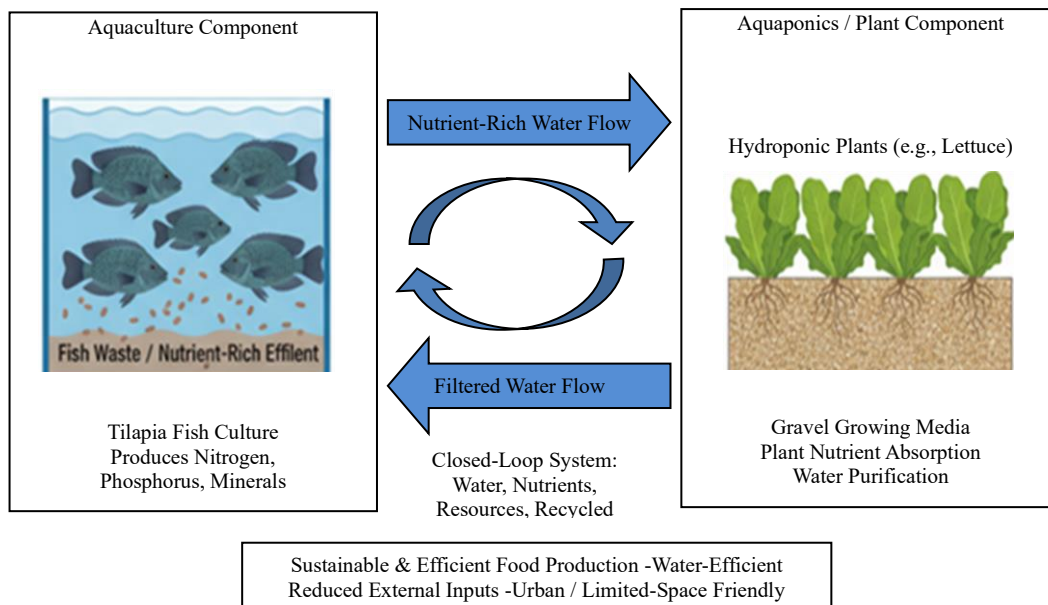 Aquaculture Component
Fish Waste / Nutrient-Rich Effilent
Tilapia Fish Culture
Produces Nitrogen,
Phosphorus, Minerals
Nutrient-Rich Water Flow
Filtered Water Flow
Closed-Loop System:
Water, Nutrients,
Resources, Recycled
Aquaponics / Plant Component
Hydroponic Plants (e.g., Lettuce)
Gravel Growing Media
Plant Nutrient Absorption
Water Purification
Sustainable & Efficient Food Production -Water-Efficient
Reduced External Inputs -Urban / Limited-Space Friendly